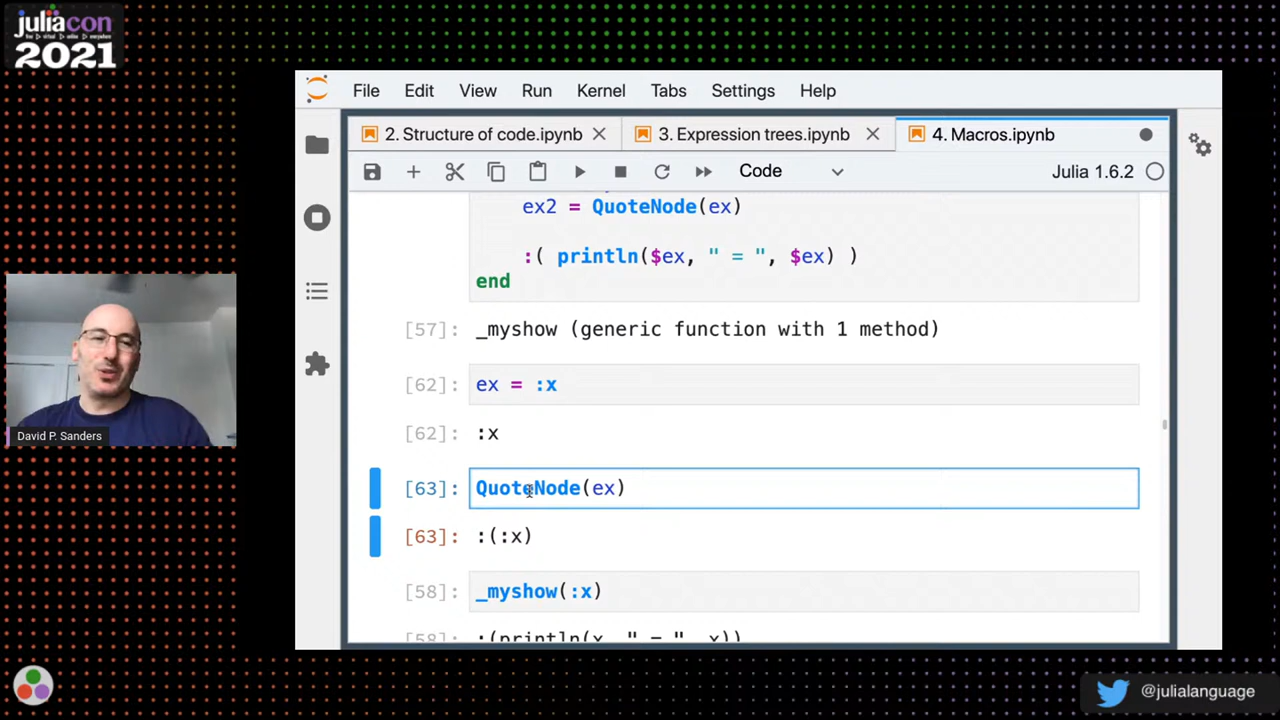 juliacon
2021
File Edit View Run Kernel Tabs Settings Help
2. Structure of code.ipynb 3. Expression trees.ipynb 4. Macros.ipynb
Code Julia 1.6.2
ex2 = QuoteNode(ex)
:( println($ex, " = ", $ex) )
end
[57]: _myshow (generic function with 1 method)
[62]: ex = :x
[62]: :x
[63]: QuoteNode(ex)
[63]: :(:x)
[58]: _myshow(:x)
[58]: :(println(x, " = ", x))
David P. Sanders
@julialanguage